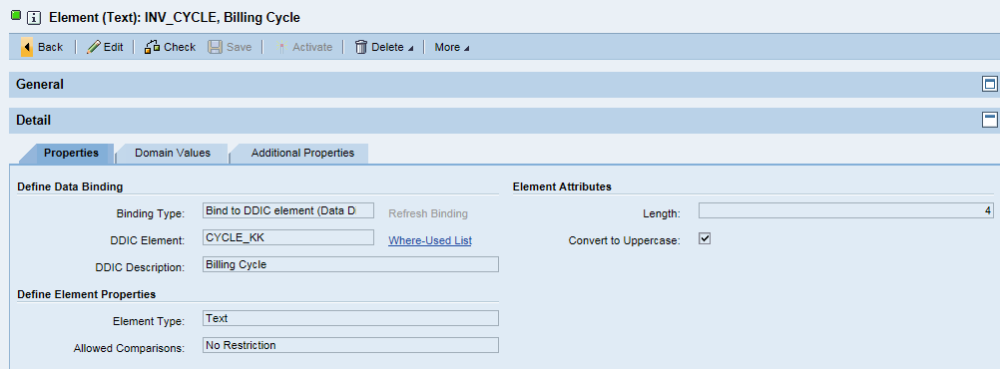 Element (Text): INV_CYCLE, Billing Cycle
Back Edit Check Save Activate Delete More
General
Detail
Properties Domain Values Additional Properties
Define Data Binding Element Attributes
Binding Type: Bind to DDIC element (Data D Refresh Binding Length: 4
DDIC Element: CYCLE_KK Where-Used List Convert to Uppercase:
DDIC Description: Billing Cycle
Define Element Properties
Element Type: Text
Allowed Comparisons: No Restriction